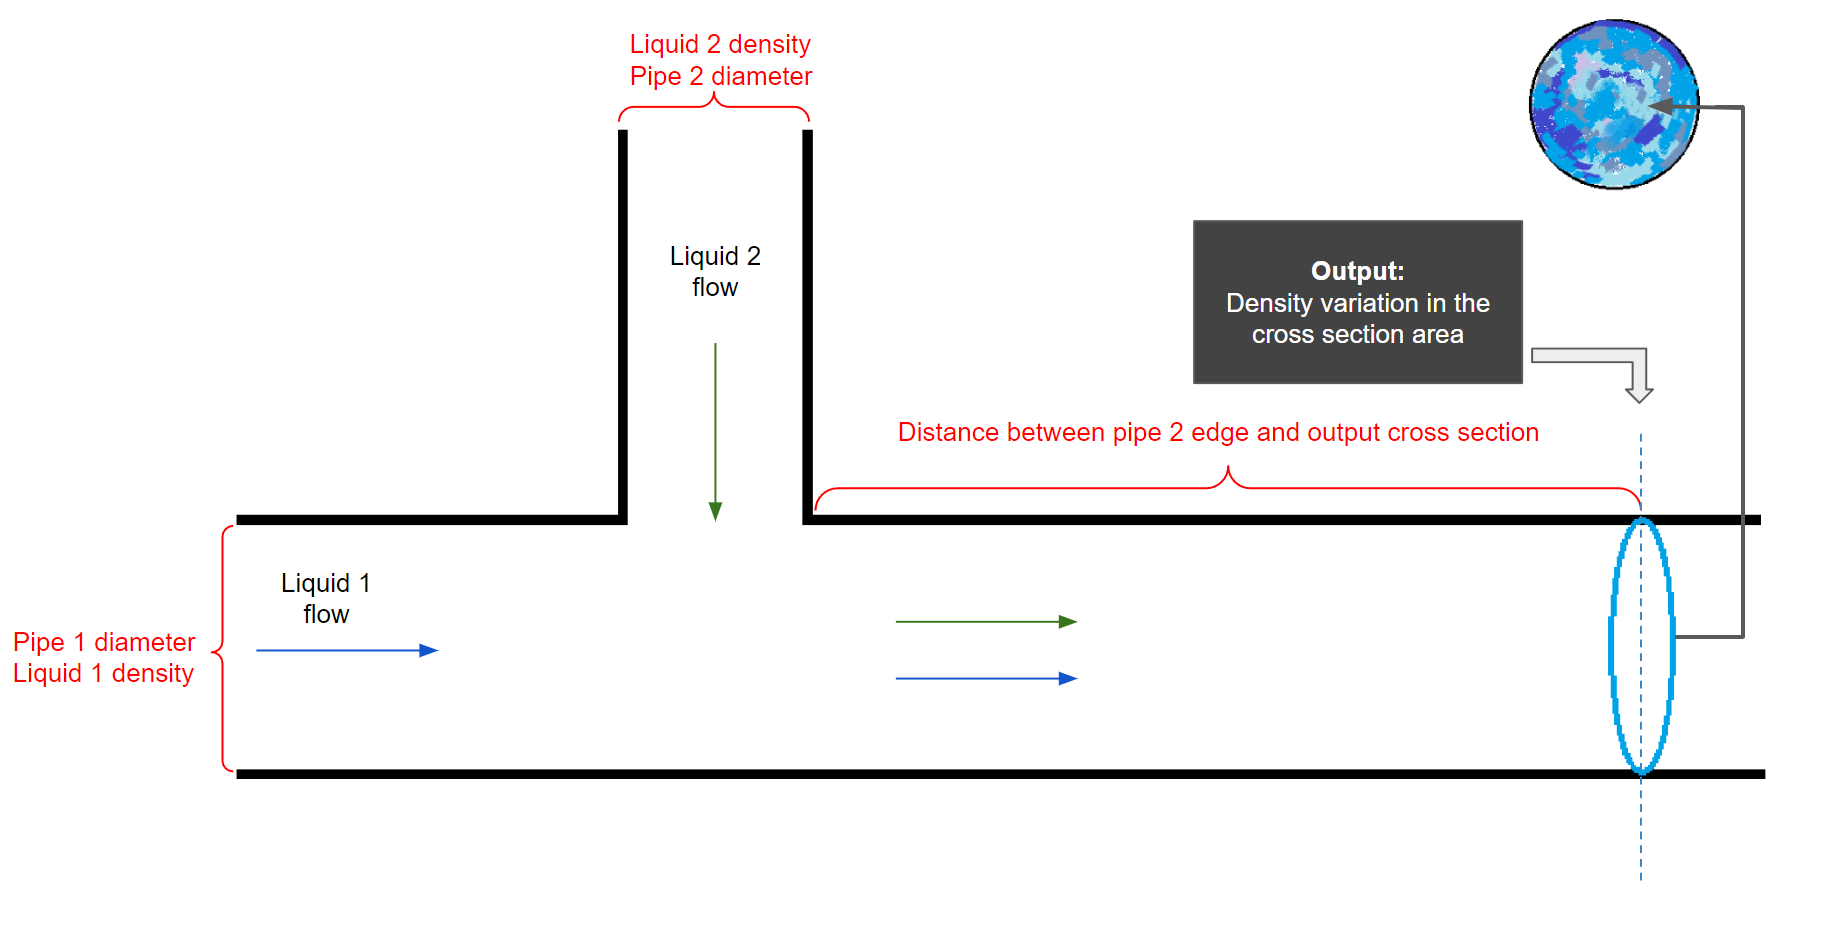 Liquid 2 density
Pipe 2 diameter
Liquid 2
flow
Output:
Density variation in the
cross section area
Distance between pipe 2 edge and output cross section
Liquid 1
flow
Pipe 1 diameter
Liquid 1 density